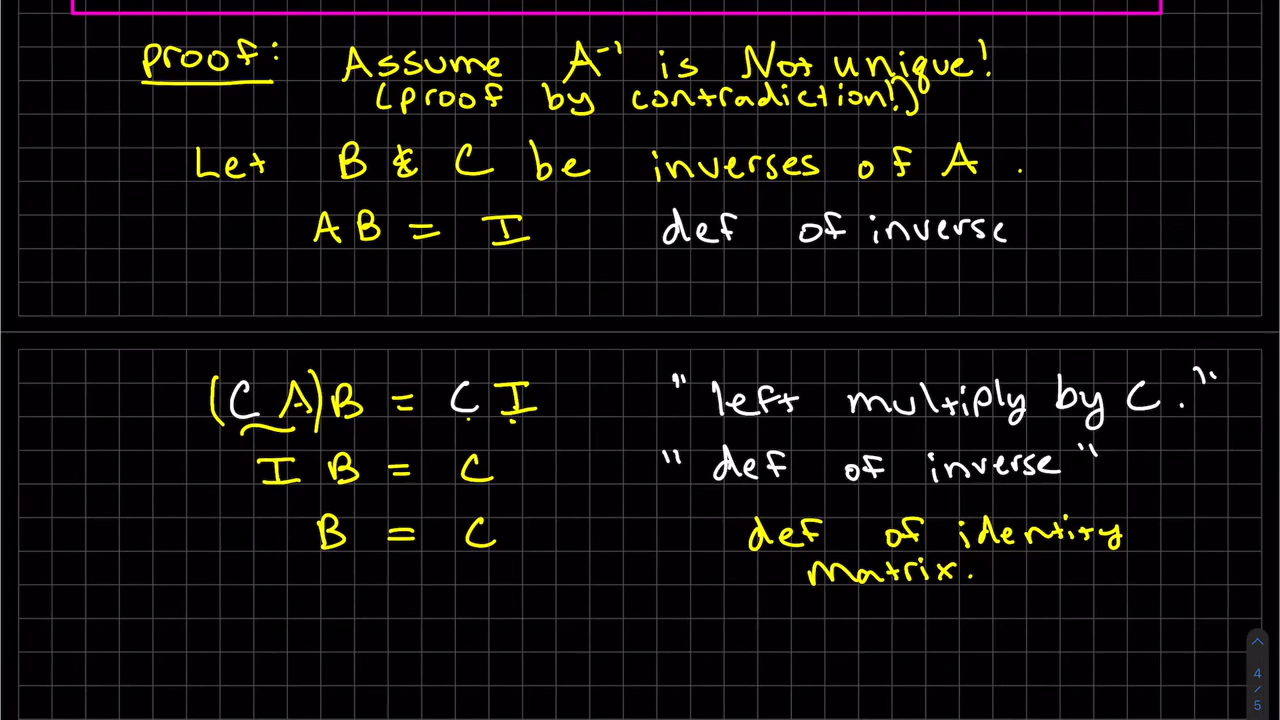 proof: Assume A⁻¹ is Not unique!
(proof by contradiction!)
Let B & C be inverses of A .
AB = I def of inverse
(CA)B = CI "left multiply by C."
IB = C "def of inverse"
B = C def of identity
matrix.
4
/
5